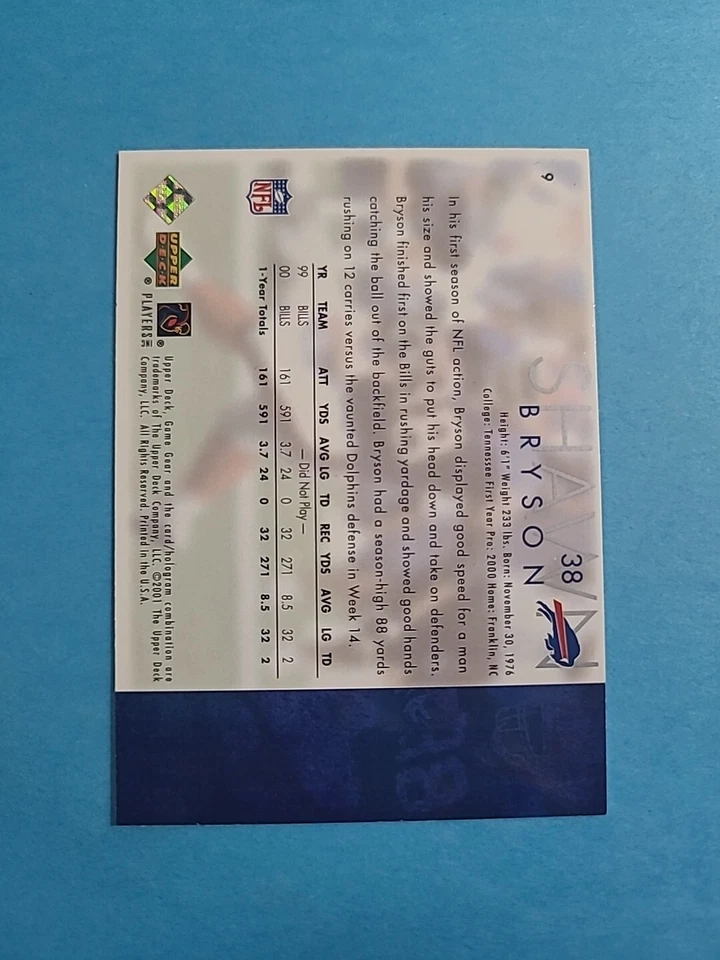 9
SHAWN
38
BRYSON
Height: 6'1" Weight 233 lbs. Born: November 30, 1976
College: Tennessee First Year Pro: 2000 Home: Franklin, NC
In his first season of NFL action, Bryson displayed good speed for a man
his size and showed the guts to put his head down and take on defenders.
Bryson finished first on the Bills in rushing yardage and showed good hands
catching the ball out of the backfield. Bryson had a season-high 88 yards
rushing on 12 carries versus the vaunted Dolphins defense in Week 14.
YR TEAM ATT YDS AVG LG TD REC YDS AVG LG TD
99 BILLS — Did Not Play —
00 BILLS 161 591 3.7 24 0 32 271 8.5 32 2
1-Year Totals 161 591 3.7 24 0 32 271 8.5 32 2
NFL
UPPER
DECK ®
PLAYERS INC ®
Upper Deck, Game Gear, and the card/hologram combination are
trademarks of The Upper Deck Company, LLC. ©2001 The Upper Deck
Company, LLC. All Rights Reserved. Printed in the U.S.A.